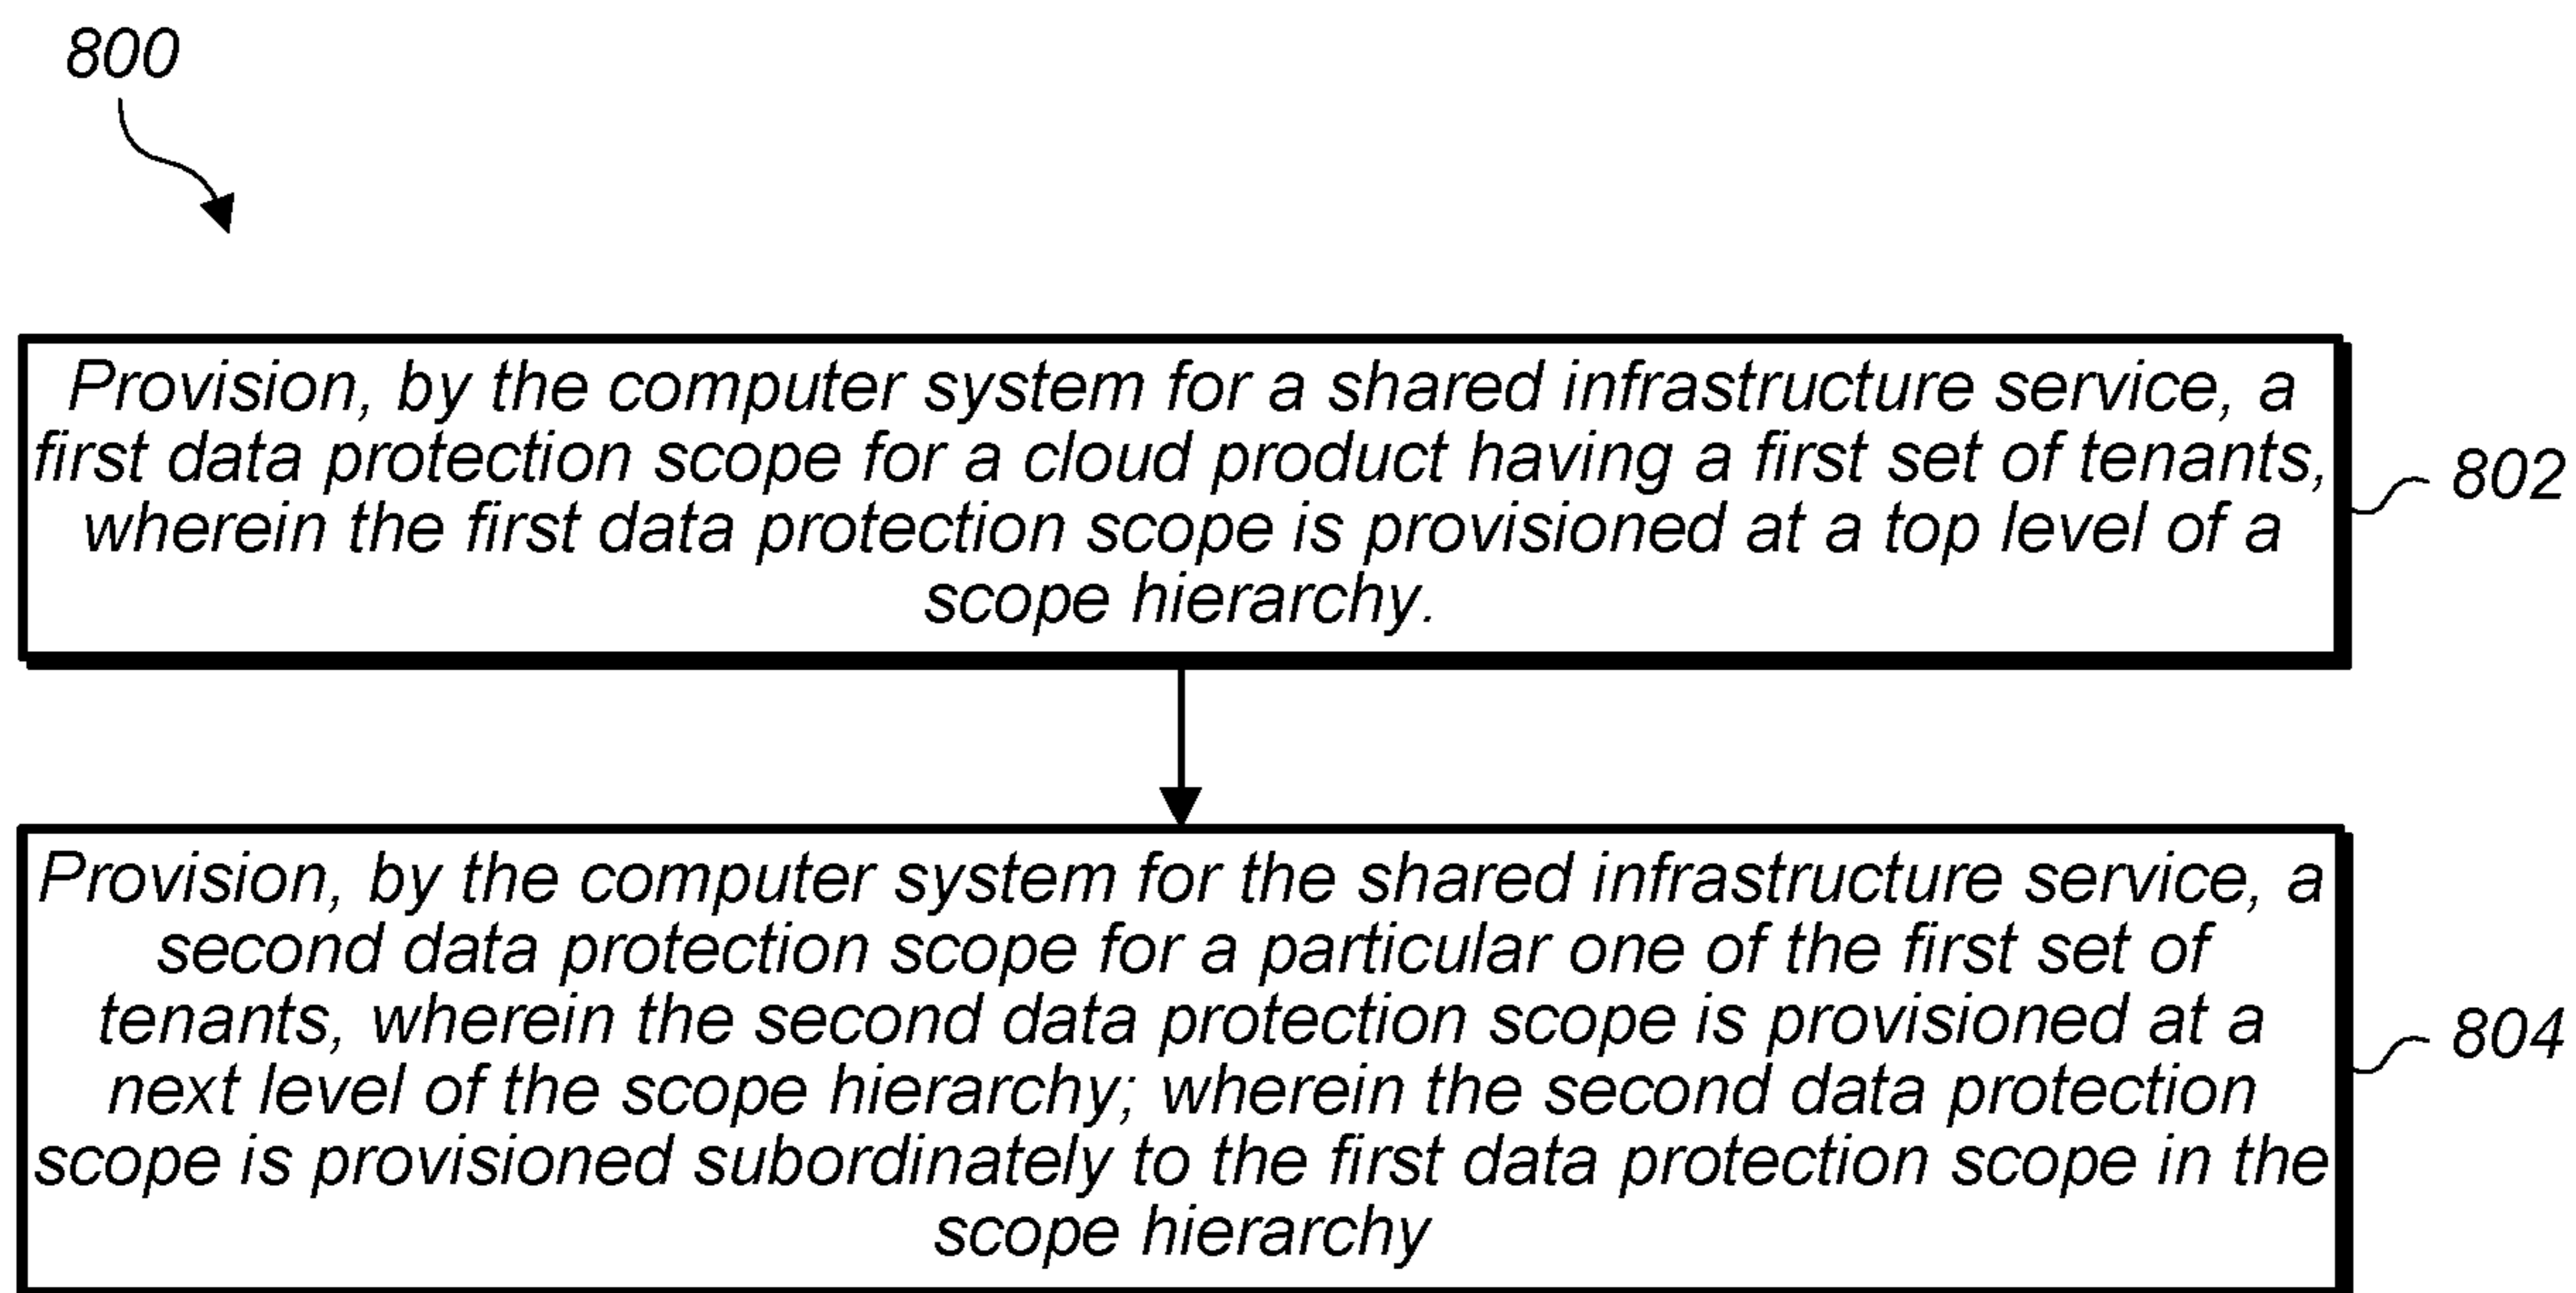 800
Provision, by the computer system for a shared infrastructure service, a
first data protection scope for a cloud product having a first set of tenants,
wherein the first data protection scope is provisioned at a top level of a
scope hierarchy.
802
Provision, by the computer system for the shared infrastructure service, a
second data protection scope for a particular one of the first set of
tenants, wherein the second data protection scope is provisioned at a
next level of the scope hierarchy; wherein the second data protection
scope is provisioned subordinately to the first data protection scope in the
scope hierarchy
804